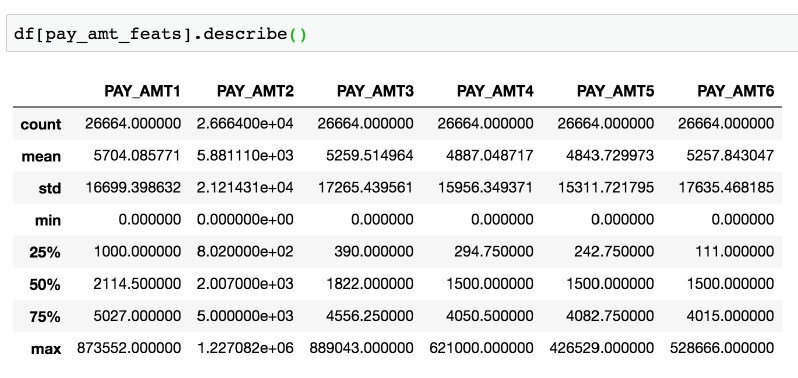 df[pay_amt_feats].describe()
PAY_AMT1 PAY_AMT2 PAY_AMT3 PAY_AMT4 PAY_AMT5 PAY_AMT6
count 26664.000000 2.666400e+04 26664.000000 26664.000000 26664.000000 26664.000000
mean 5704.085771 5.881110e+03 5259.514964 4887.048717 4843.729973 5257.843047
std 16699.398632 2.121431e+04 17265.439561 15956.349371 15311.721795 17635.468185
min 0.000000 0.000000e+00 0.000000 0.000000 0.000000 0.000000
25% 1000.000000 8.020000e+02 390.000000 294.750000 242.750000 111.000000
50% 2114.500000 2.007000e+03 1822.000000 1500.000000 1500.000000 1500.000000
75% 5027.000000 5.000000e+03 4556.250000 4050.500000 4082.750000 4015.000000
max 873552.000000 1.227082e+06 889043.000000 621000.000000 426529.000000 528666.000000